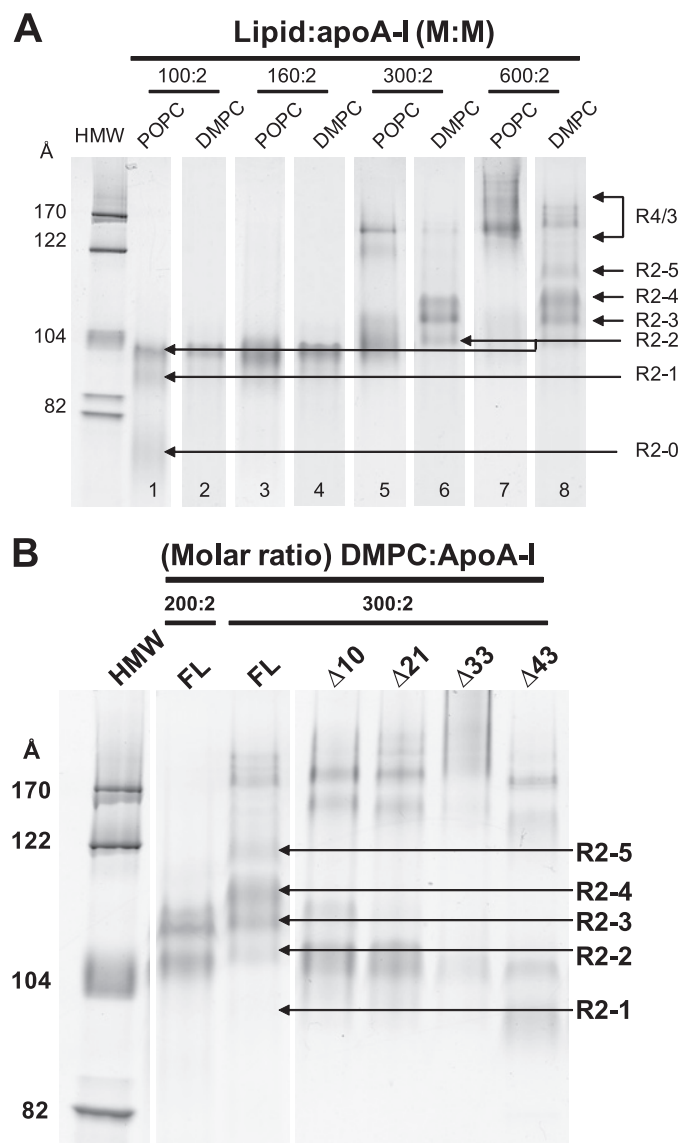 A
Lipid:apoA-I (M:M)
100:2 160:2 300:2 600:2
HMW POPC DMPC POPC DMPC POPC DMPC POPC DMPC
Å
170
122
104
82
R4/3
R2-5
R2-4
R2-3
R2-2
R2-1
R2-0
1 2 3 4 5 6 7 8
B
(Molar ratio) DMPC:ApoA-I
200:2 300:2
HMW FL FL Δ10 Δ21 Δ33 Δ43
Å
170
122
104
82
R2-5
R2-4
R2-3
R2-2
R2-1